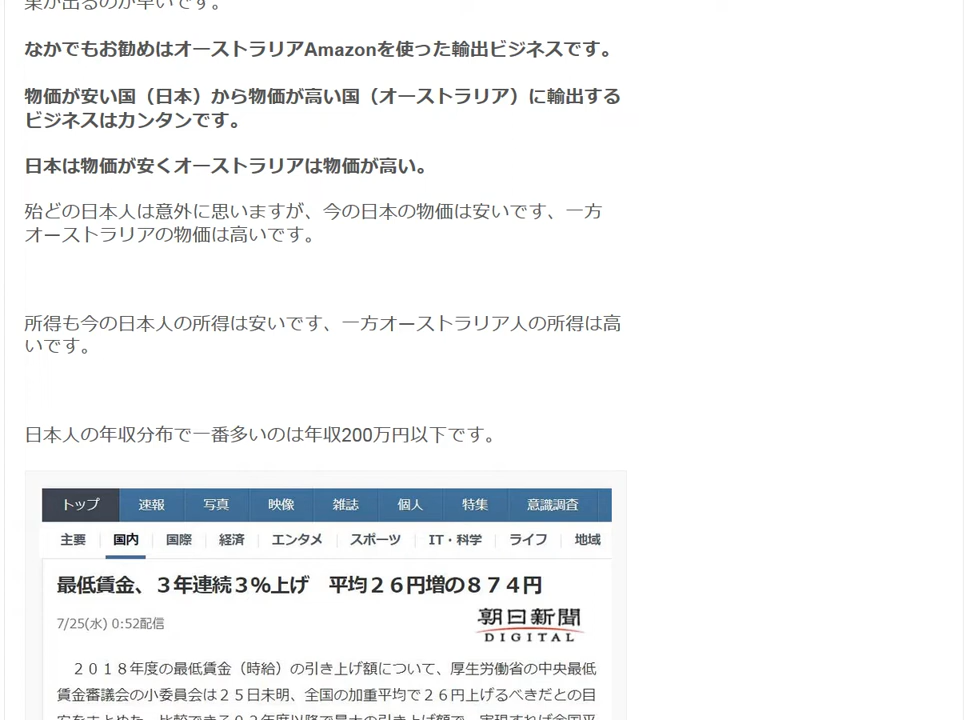 果が出るのが早いです。
なかでもお勧めはオーストラリアAmazonを使った輸出ビジネスです。
物価が安い国（日本）から物価が高い国（オーストラリア）に輸出する
ビジネスはカンタンです。
日本は物価が安くオーストラリアは物価が高い。
殆どの日本人は意外に思いますが、今の日本の物価は安いです、一方
オーストラリアの物価は高いです。
所得も今の日本人の所得は安いです、一方オーストラリア人の所得は高
いです。
日本人の年収分布で一番多いのは年収200万円以下です。
トップ 速報 写真 映像 雑誌 個人 特集 意識調査
主要 国内 国際 経済 エンタメ スポーツ IT・科学 ライフ 地域
最低賃金、３年連続３％上げ　平均２６円増の８７４円
7/25(水) 0:52配信
朝日新聞
DIGITAL
２０１８年度の最低賃金（時給）の引き上げ額について、厚生労働省の中央最低
賃金審議会の小委員会は２５日未明、全国の加重平均で２６円上げるべきだとの目
安をまとめた。比較できる０２年度以降で最大の引き上げ額で、実現すれば全国平